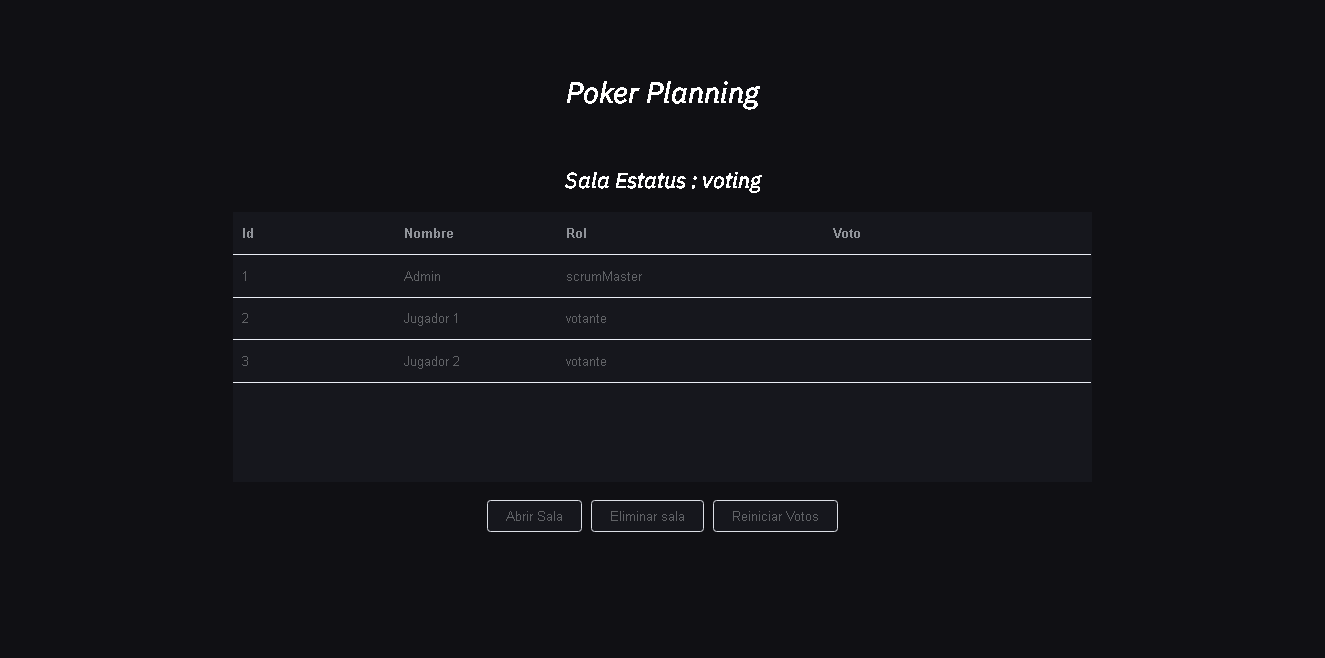 Poker Planning
Sala Estatus : voting
Id Nombre Rol Voto
1 Admin scrumMaster
2 Jugador 1 votante
3 Jugador 2 votante
Abrir Sala Eliminar sala Reiniciar Votos